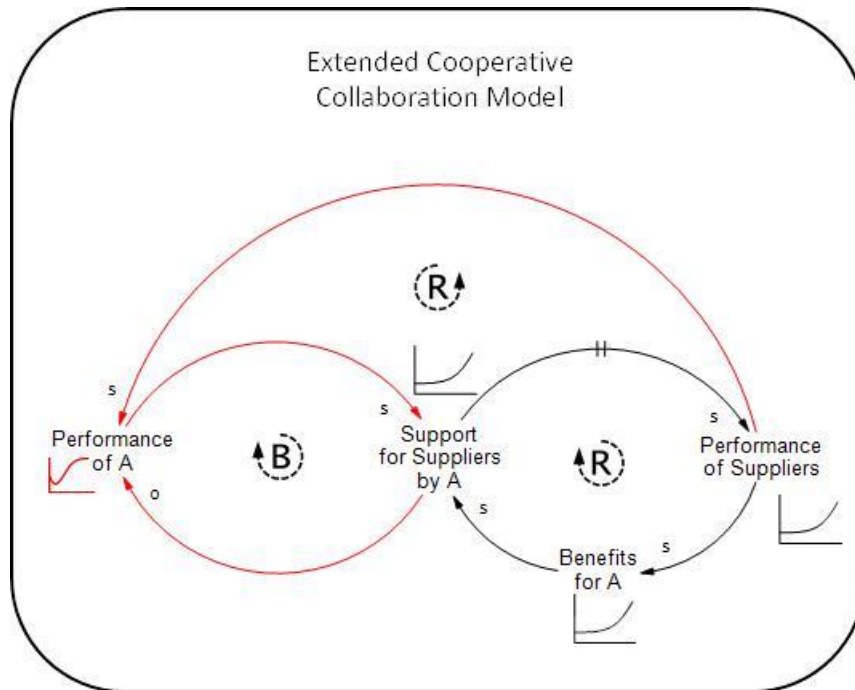 Extended Cooperative
Collaboration Model
R
s
s
s
Performance
of A
B
Support
for Suppliers
by A
R
Performance
of Suppliers
o
s
s
Benefits
for A